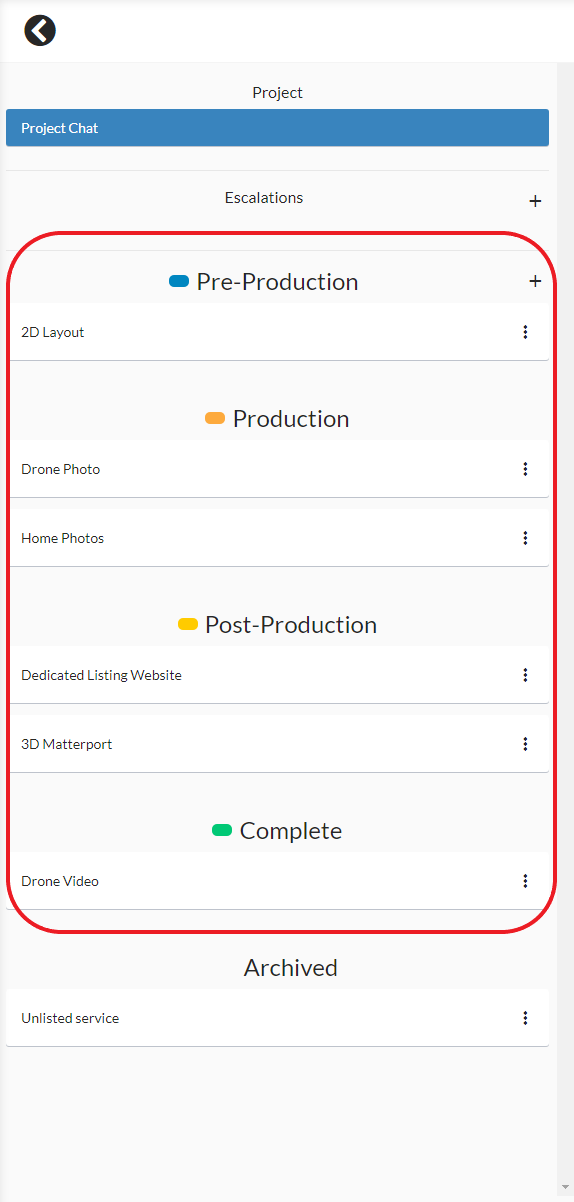 Project
Project Chat
Escalations
+
Pre-Production
+
2D Layout
Production
Drone Photo
Home Photos
Post-Production
Dedicated Listing Website
3D Matterport
Complete
Drone Video
Archived
Unlisted service